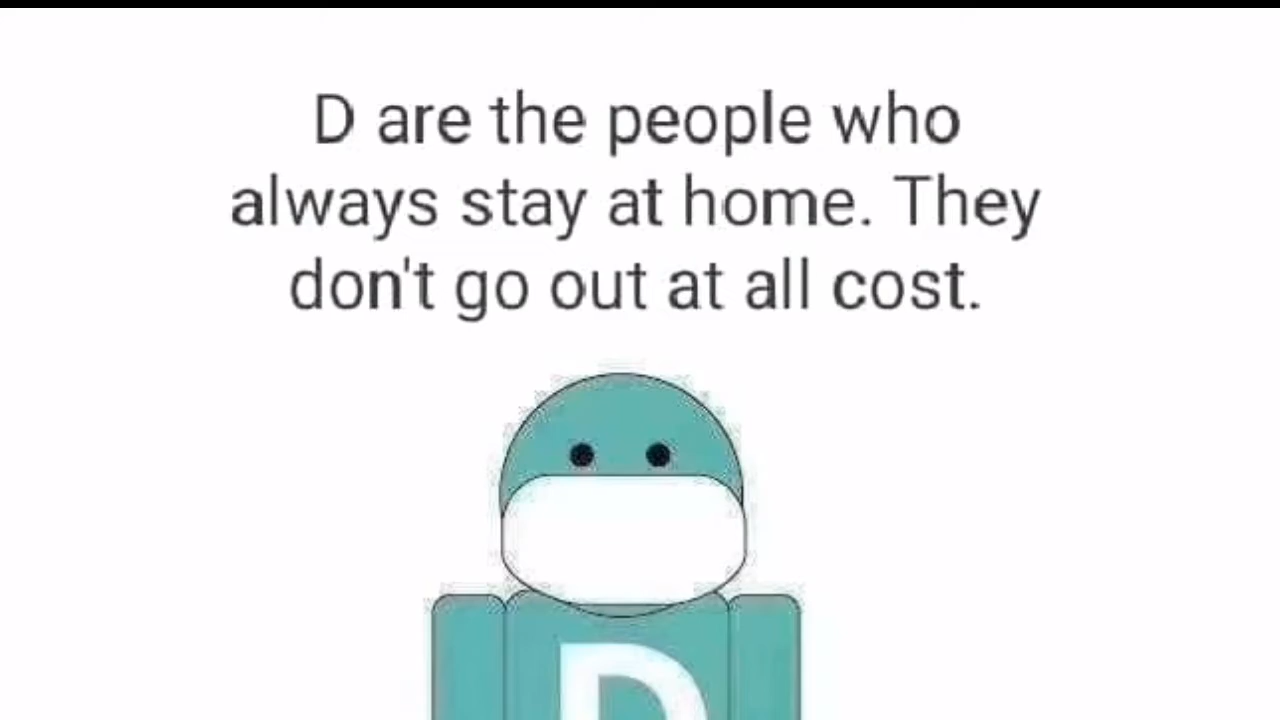 D are the people who
always stay at home. They
don't go out at all cost.
D